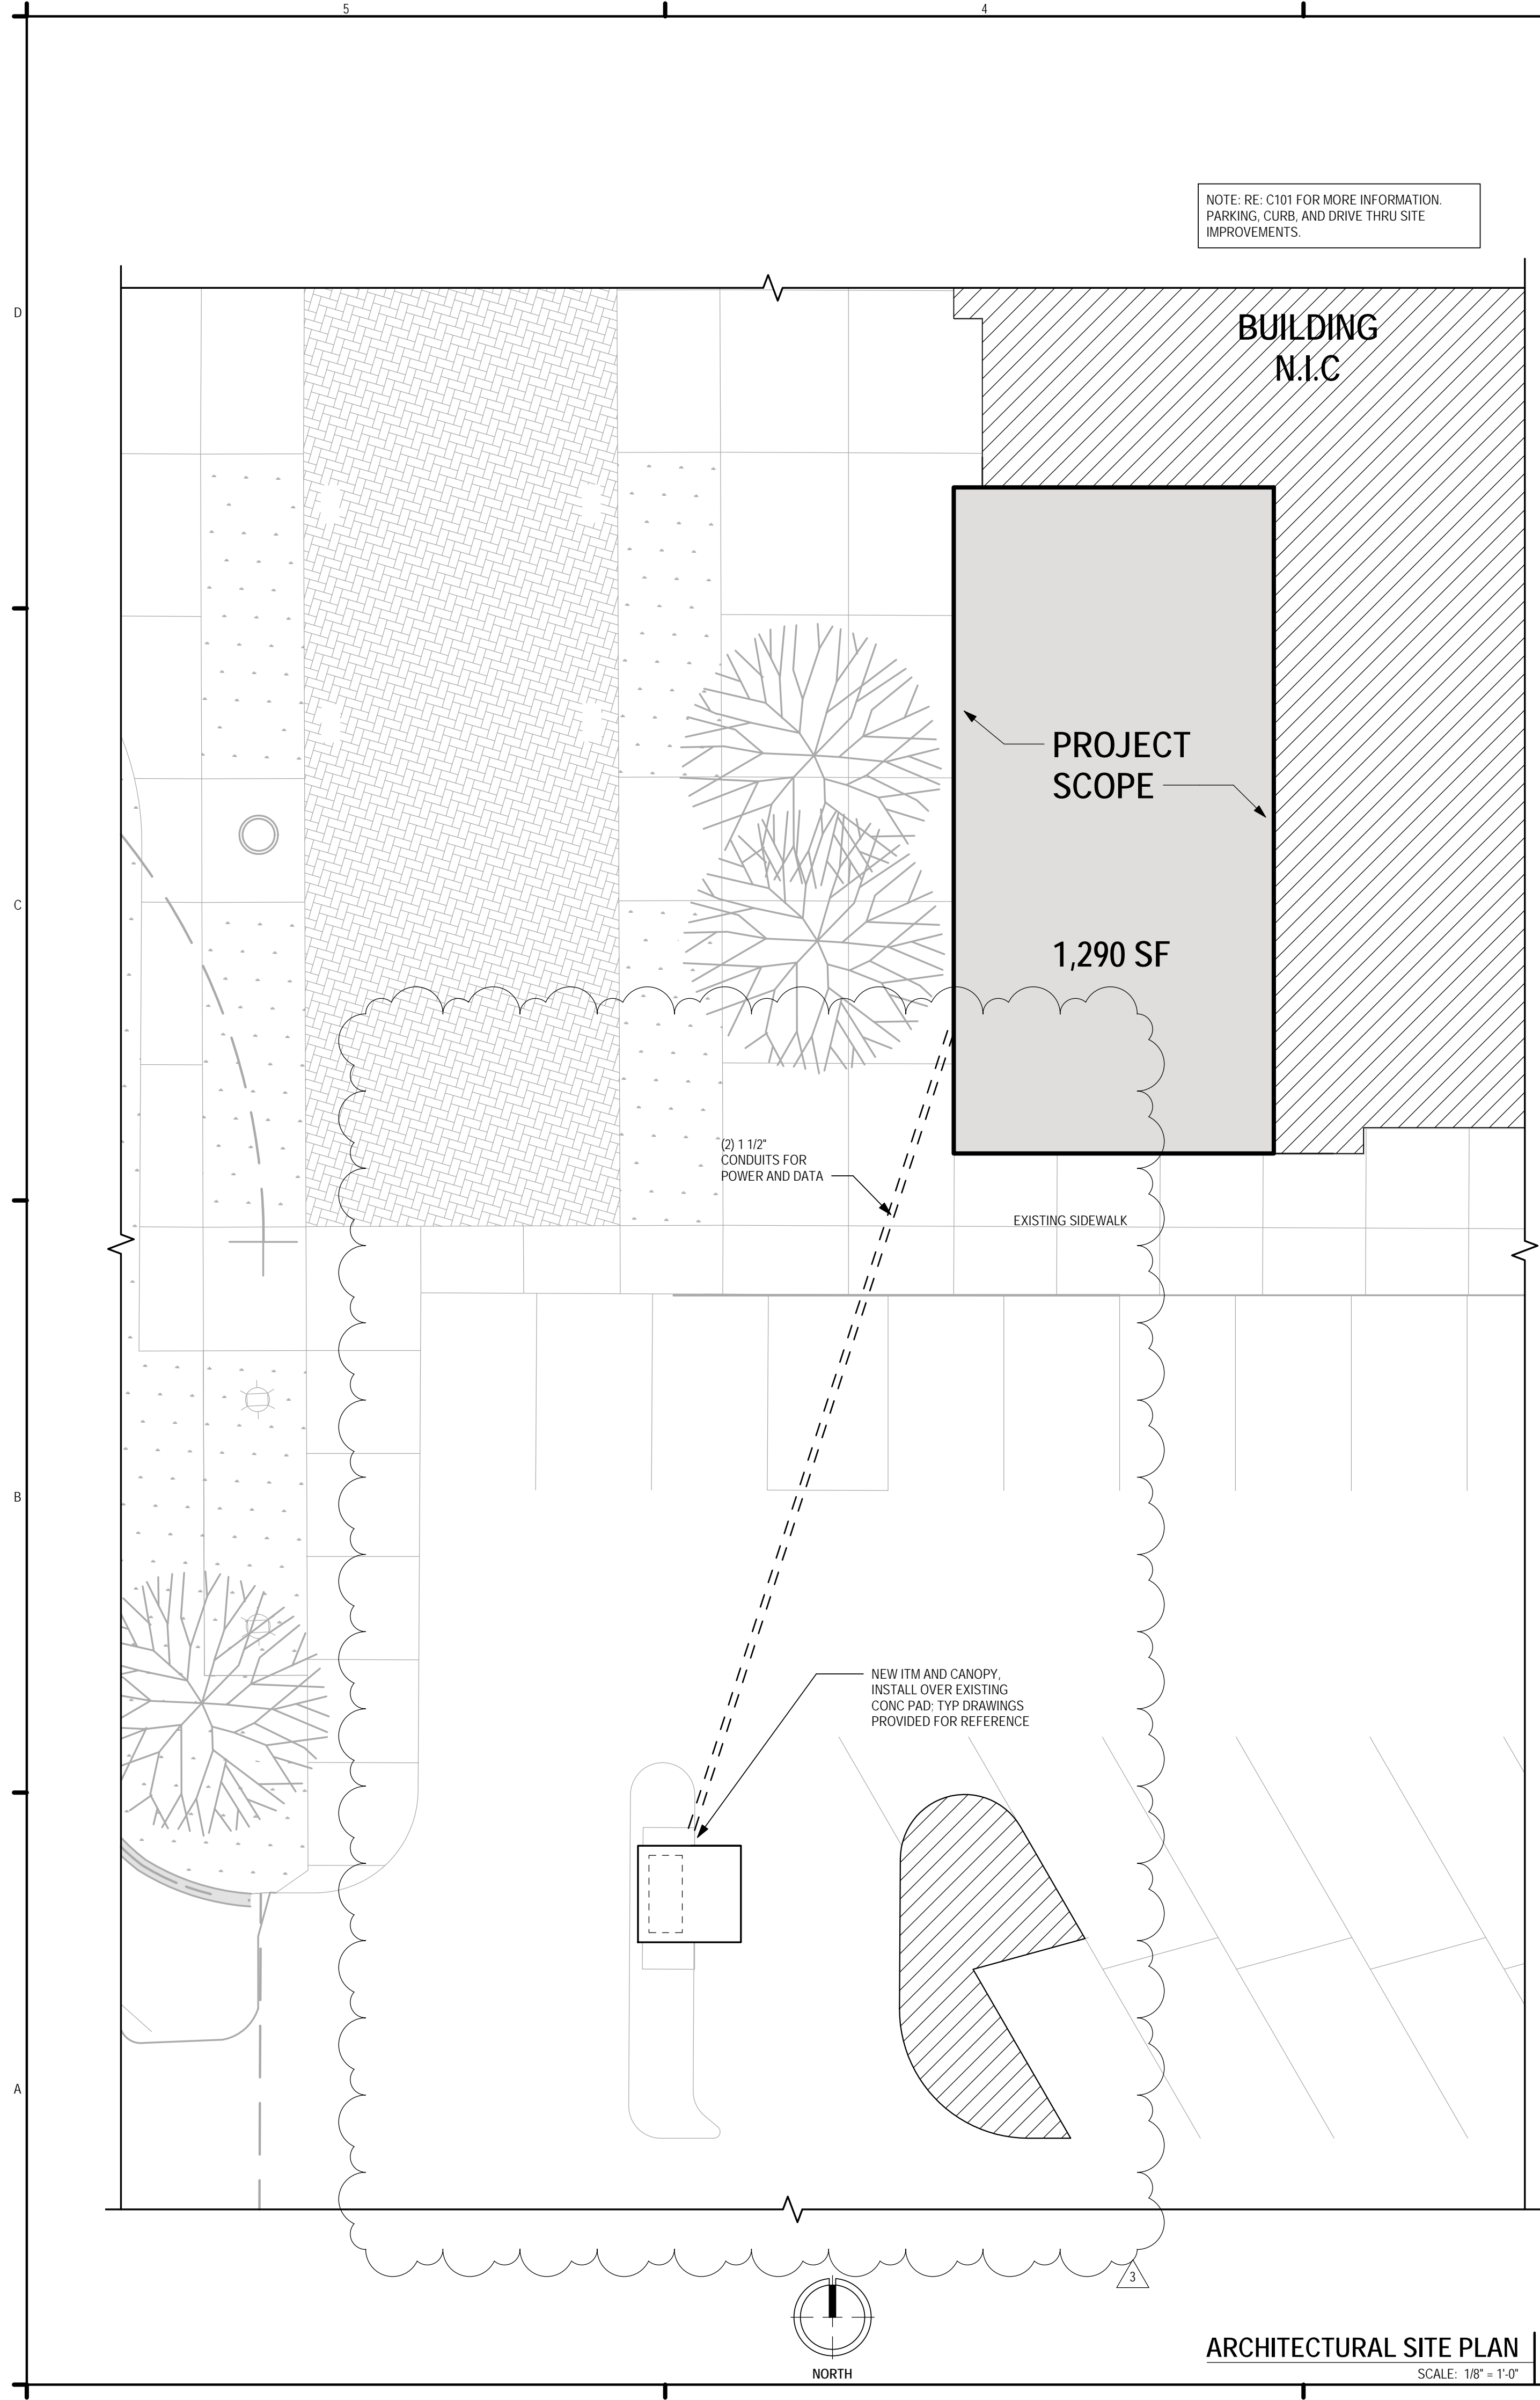 5
4
NOTE: RE: C101 FOR MORE INFORMATION.
PARKING, CURB, AND DRIVE THRU SITE
IMPROVEMENTS.
D
BUILDING
N.I.C
PROJECT
SCOPE
C
1,290 SF
(2) 1 1/2"
CONDUITS FOR
POWER AND DATA
EXISTING SIDEWALK
B
NEW ITM AND CANOPY,
INSTALL OVER EXISTING
CONC PAD; TYP DRAWINGS
PROVIDED FOR REFERENCE
A
3
NORTH
ARCHITECTURAL SITE PLAN
SCALE: 1/8" = 1'-0"